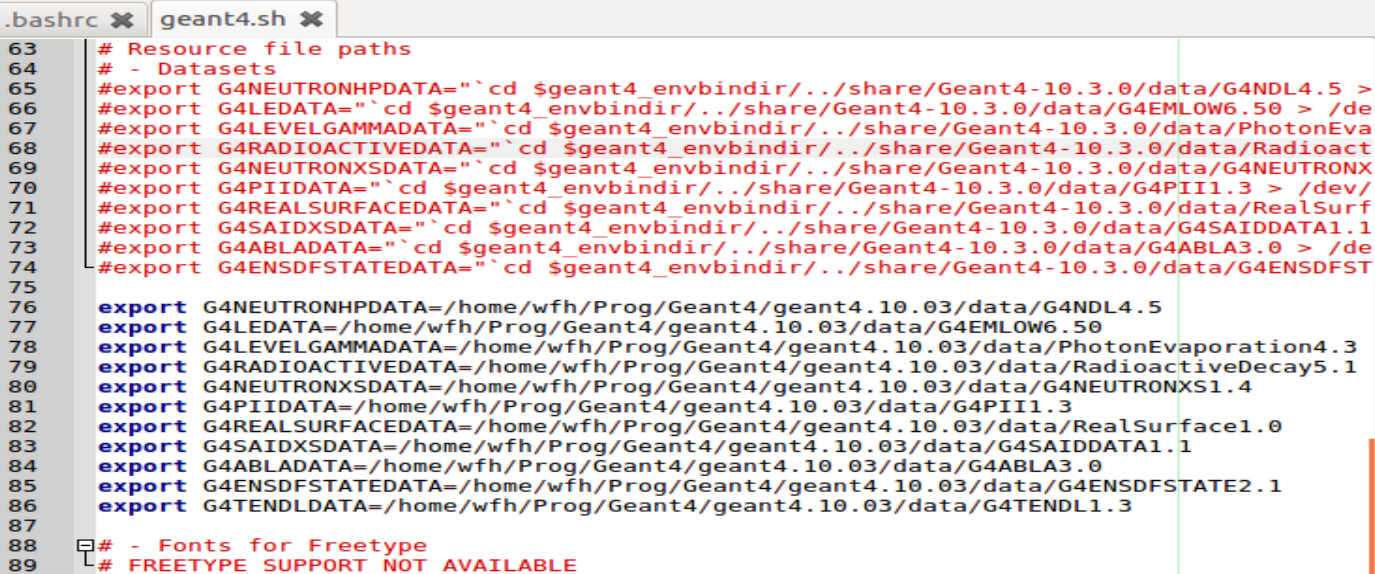 .bashrc ✖ geant4.sh ✖
63 # Resource file paths
64 # - Datasets
65 #export G4NEUTRONHPDATA="`cd $geant4_envbindir/../share/Geant4-10.3.0/data/G4NDL4.5 >
66 #export G4LEDATA="`cd $geant4_envbindir/../share/Geant4-10.3.0/data/G4EMLOW6.50 > /de
67 #export G4LEVELGAMMADATA="`cd $geant4_envbindir/../share/Geant4-10.3.0/data/PhotonEva
68 #export G4RADIOACTIVEDATA="`cd $geant4_envbindir/../share/Geant4-10.3.0/data/Radioact
69 #export G4NEUTRONXSDATA="`cd $geant4_envbindir/../share/Geant4-10.3.0/data/G4NEUTRONX
70 #export G4PIIDATA="`cd $geant4_envbindir/../share/Geant4-10.3.0/data/G4PII1.3 > /dev/
71 #export G4REALSURFACEDATA="`cd $geant4_envbindir/../share/Geant4-10.3.0/data/RealSurf
72 #export G4SAIDXSDATA="`cd $geant4_envbindir/../share/Geant4-10.3.0/data/G4SAIDDATA1.1
73 #export G4ABLADATA="`cd $geant4_envbindir/../share/Geant4-10.3.0/data/G4ABLA3.0 > /de
74 #export G4ENSDFSTATEDATA="`cd $geant4_envbindir/../share/Geant4-10.3.0/data/G4ENSDFST
75
76 export G4NEUTRONHPDATA=/home/wfh/Prog/Geant4/geant4.10.03/data/G4NDL4.5
77 export G4LEDATA=/home/wfh/Prog/Geant4/geant4.10.03/data/G4EMLOW6.50
78 export G4LEVELGAMMADATA=/home/wfh/Prog/Geant4/geant4.10.03/data/PhotonEvaporation4.3
79 export G4RADIOACTIVEDATA=/home/wfh/Prog/Geant4/geant4.10.03/data/RadioactiveDecay5.1
80 export G4NEUTRONXSDATA=/home/wfh/Prog/Geant4/geant4.10.03/data/G4NEUTRONXS1.4
81 export G4PIIDATA=/home/wfh/Prog/Geant4/geant4.10.03/data/G4PII1.3
82 export G4REALSURFACEDATA=/home/wfh/Prog/Geant4/geant4.10.03/data/RealSurface1.0
83 export G4SAIDXSDATA=/home/wfh/Prog/Geant4/geant4.10.03/data/G4SAIDDATA1.1
84 export G4ABLADATA=/home/wfh/Prog/Geant4/geant4.10.03/data/G4ABLA3.0
85 export G4ENSDFSTATEDATA=/home/wfh/Prog/Geant4/geant4.10.03/data/G4ENSDFSTATE2.1
86 export G4TENDLDATA=/home/wfh/Prog/Geant4/geant4.10.03/data/G4TENDL1.3
87
88 # - Fonts for Freetype
89 # FREETYPE SUPPORT NOT AVAILABLE